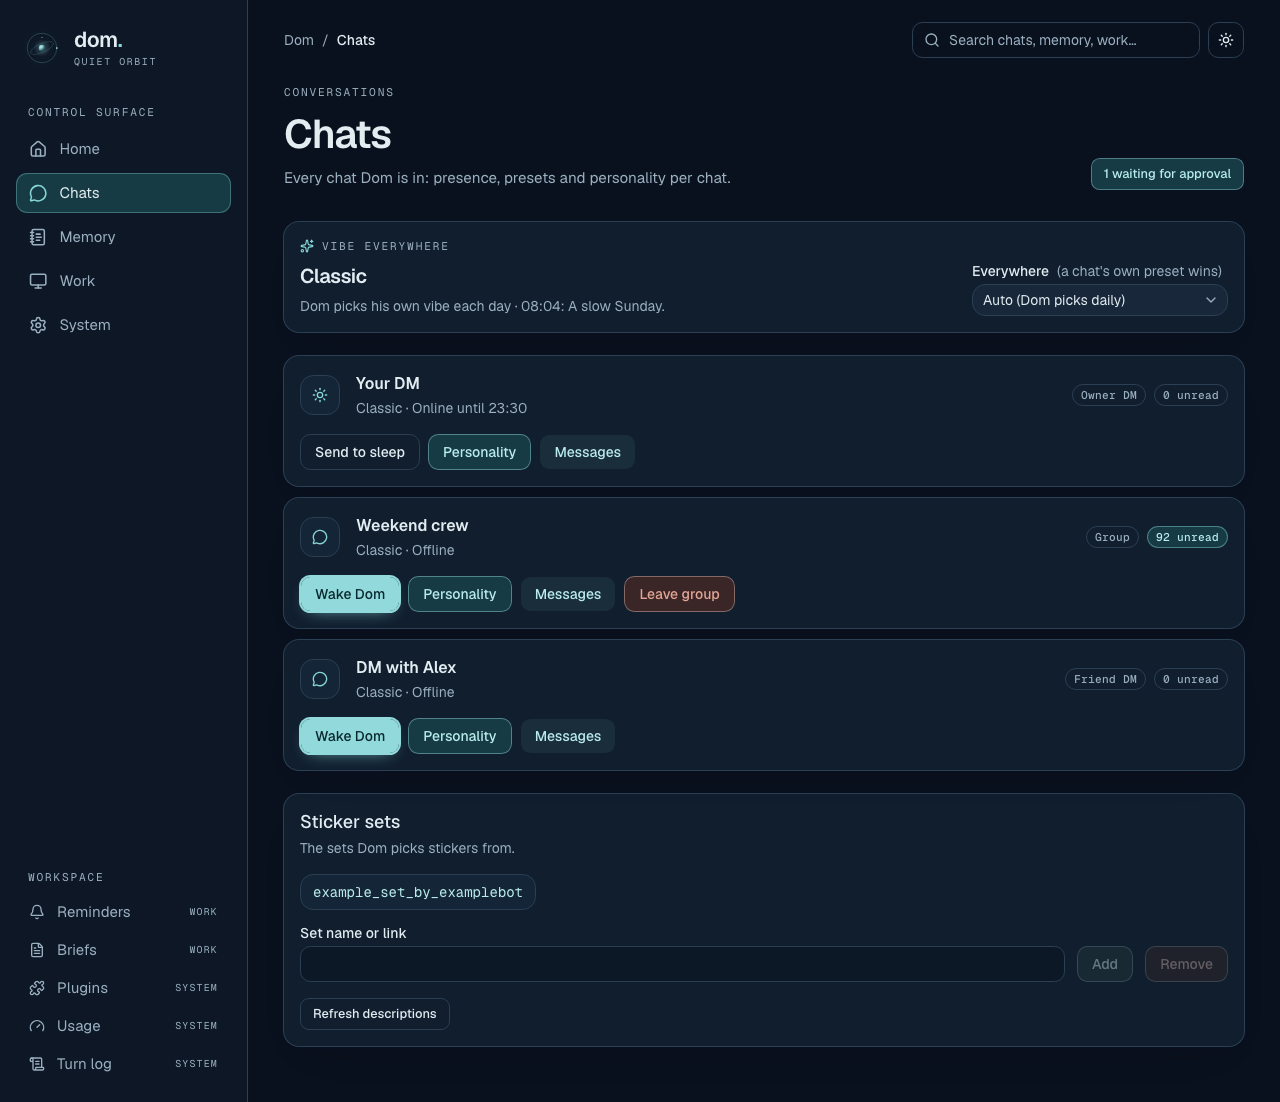 dom.
QUIET ORBIT
CONTROL SURFACE
Home
Chats
Memory
Work
System
WORKSPACE
Reminders WORK
Briefs WORK
Plugins SYSTEM
Usage SYSTEM
Turn log SYSTEM
Dom / Chats
Search chats, memory, work…
CONVERSATIONS
Chats
Every chat Dom is in: presence, presets and personality per chat.
1 waiting for approval
VIBE EVERYWHERE
Classic
Dom picks his own vibe each day · 08:04: A slow Sunday.
Everywhere (a chat's own preset wins)
Auto (Dom picks daily)
Your DM
Classic · Online until 23:30
Owner DM 0 unread
Send to sleep Personality Messages
Weekend crew
Classic · Offline
Group 92 unread
Wake Dom Personality Messages Leave group
DM with Alex
Classic · Offline
Friend DM 0 unread
Wake Dom Personality Messages
Sticker sets
The sets Dom picks stickers from.
example_set_by_examplebot
Set name or link
Add Remove
Refresh descriptions